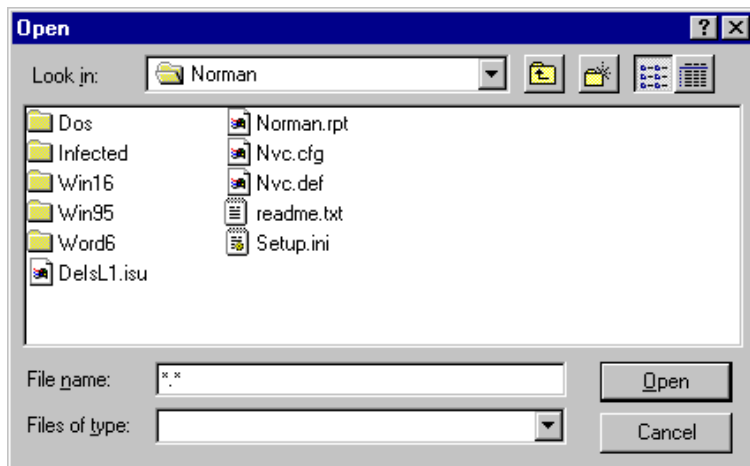 Open
Look in: Norman
Dos Norman.rpt
Infected Nvc.cfg
Win16 Nvc.def
Win95 readme.txt
Word6 Setup.ini
DelsL1.isu
File name: *.* Open
Files of type: Cancel